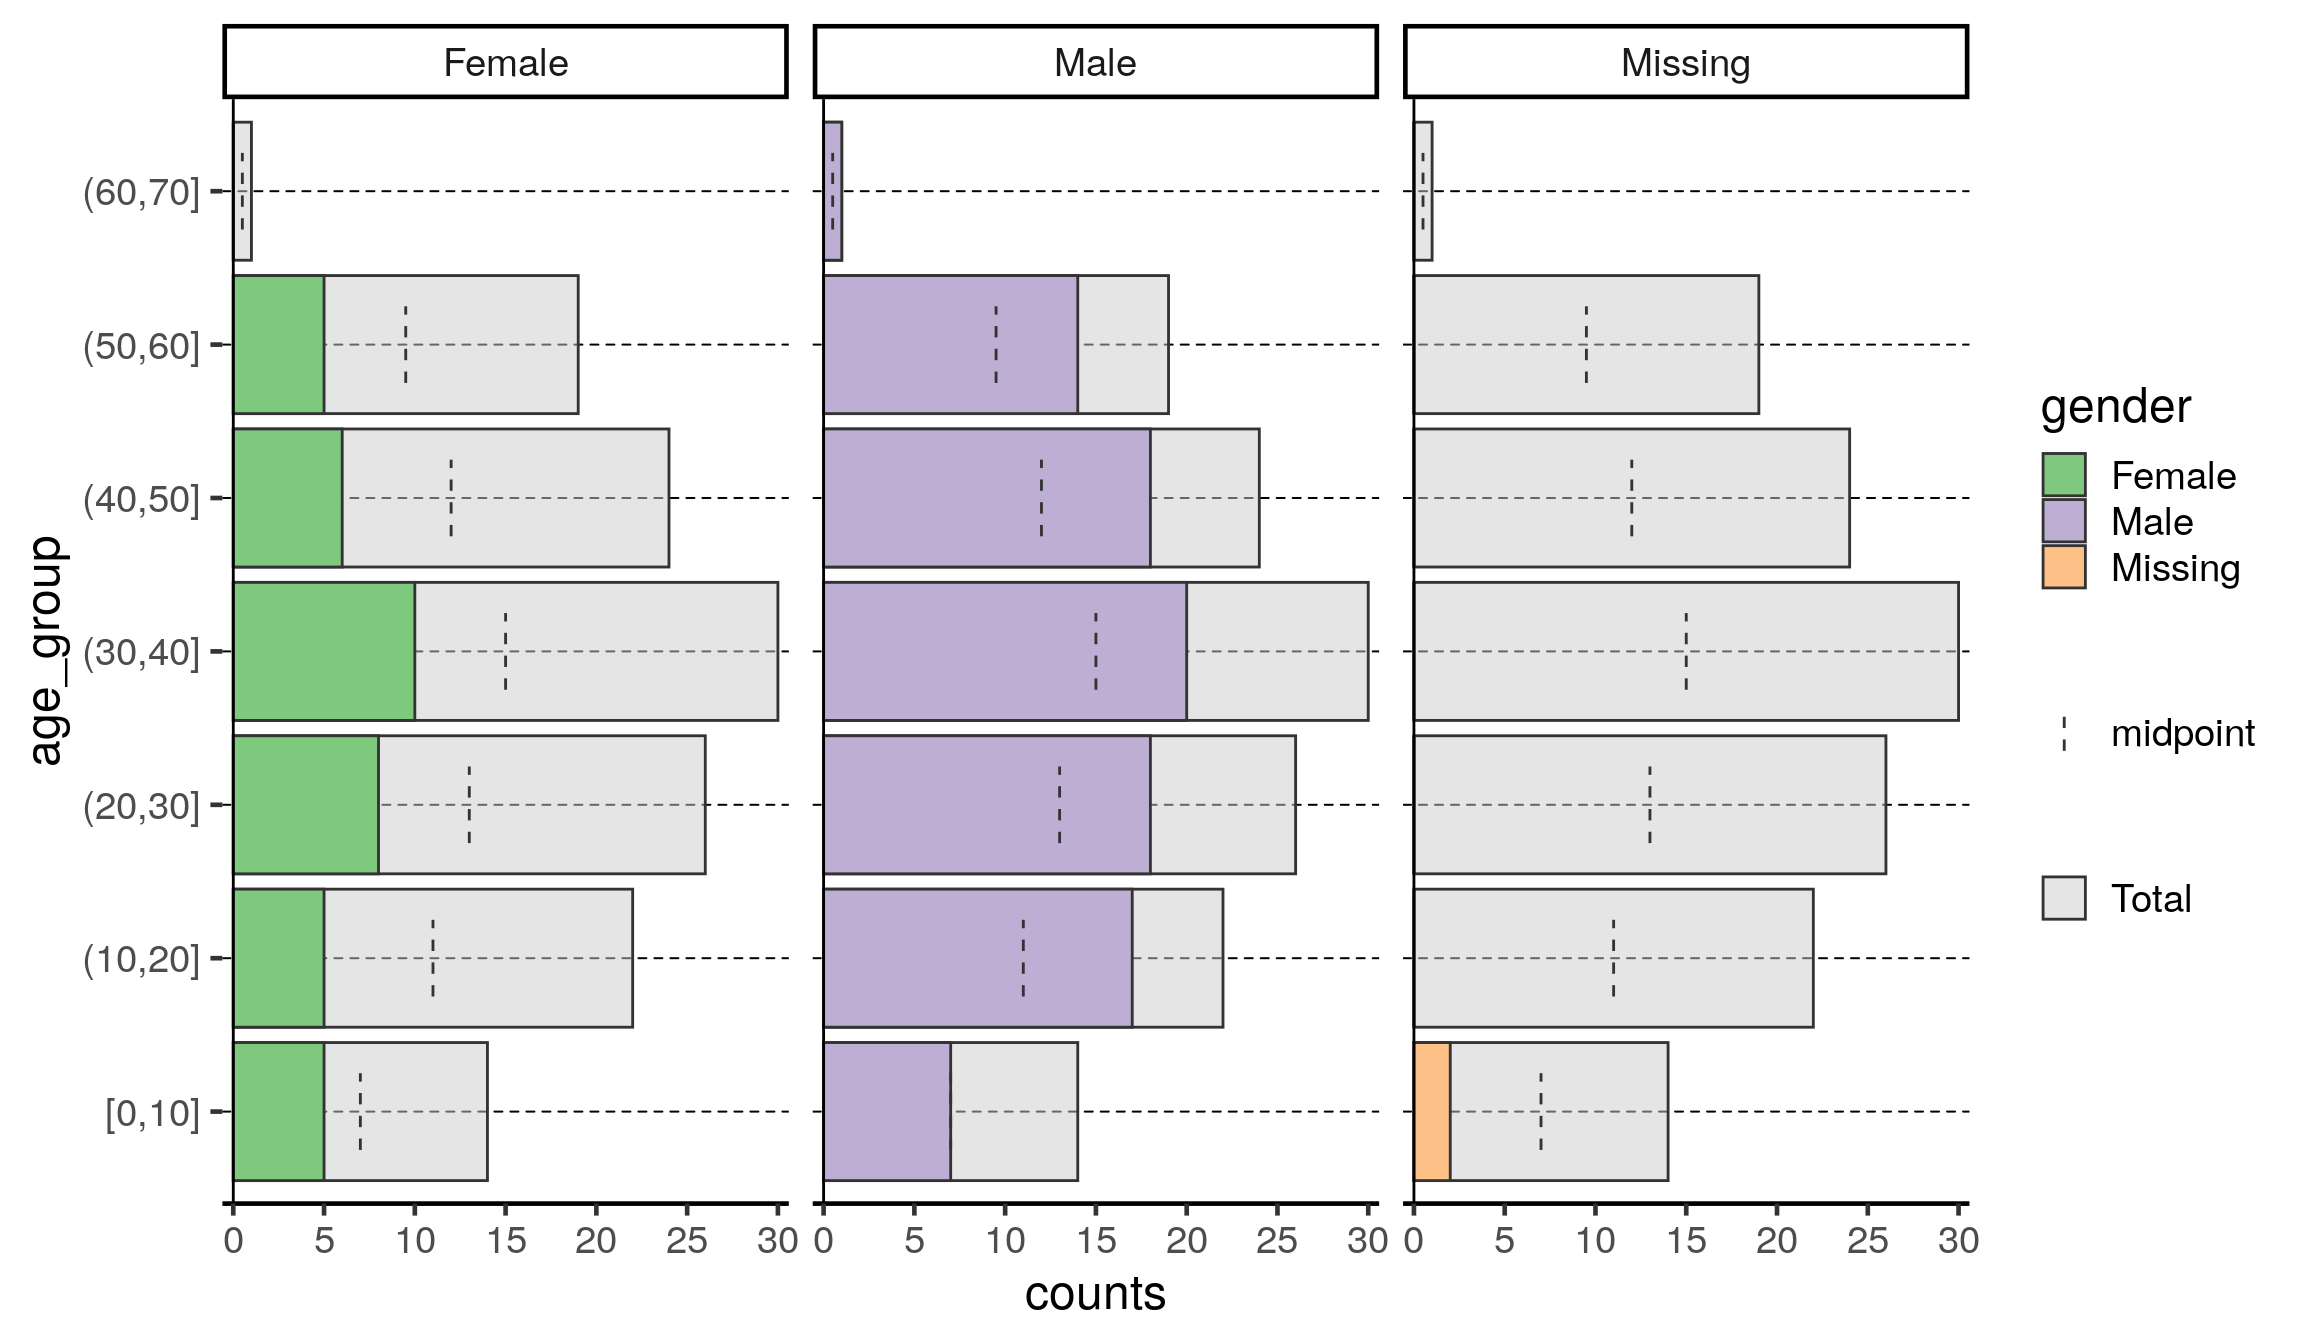 Female
Male
Missing
age_group
(60,70]
(50,60]
(40,50]
(30,40]
(20,30]
(10,20]
[0,10]
0 5 10 15 20 25 30
0 5 10 15 20 25 30
0 5 10 15 20 25 30
counts
gender
Female
Male
Missing
midpoint
Total